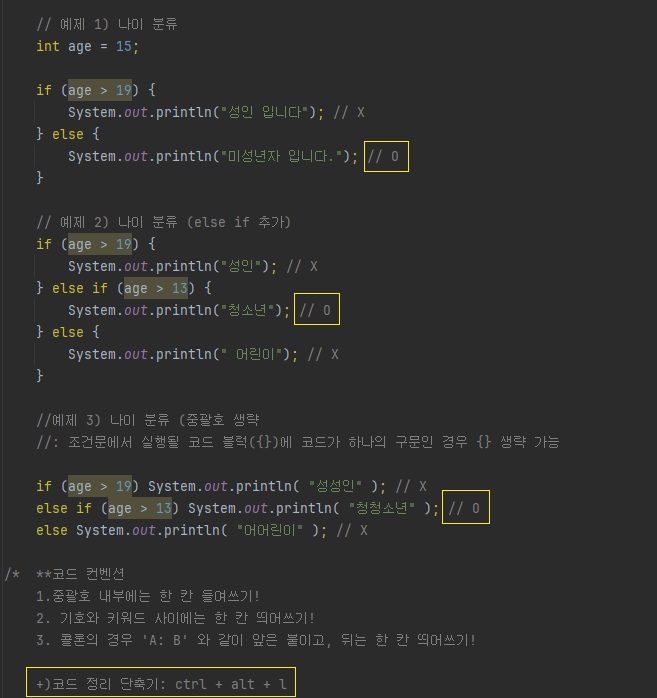 // 예제 1) 나이 분류
int age = 15;
if (age > 19) {
System.out.println("성인 입니다"); // X
} else {
System.out.println("미성년자 입니다."); // O
}
// 예제 2) 나이 분류 (else if 추가)
if (age > 19) {
System.out.println("성인"); // X
} else if (age > 13) {
System.out.println("청소년"); // O
} else {
System.out.println(" 어린이"); // X
}
//예제 3) 나이 분류 (중괄호 생략
//: 조건문에서 실행될 코드 블럭({})에 코드가 하나의 구문인 경우 {} 생략 가능
if (age > 19) System.out.println( "성성인" ); // X
else if (age > 13) System.out.println( "청청소년" ); // O
else System.out.println( "어어린이" ); // X
/* **코드 컨벤션
1.중괄호 내부에는 한 칸 들여쓰기!
2. 기호와 키워드 사이에는 한 칸 띄어쓰기!
3. 콜론의 경우 'A: B' 와 같이 앞은 붙이고, 뒤는 한 칸 띄어쓰기!
+)코드 정리 단축키: ctrl + alt + l